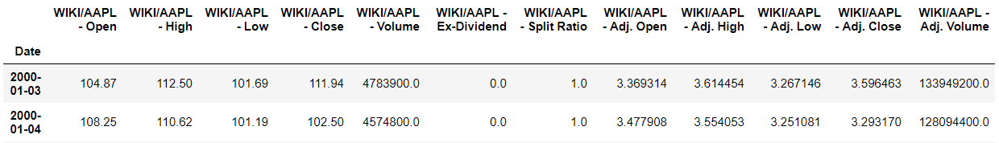 WIKI/AAPL WIKI/AAPL WIKI/AAPL WIKI/AAPL WIKI/AAPL WIKI/AAPL - WIKI/AAPL WIKI/AAPL WIKI/AAPL WIKI/AAPL WIKI/AAPL WIKI/AAPL -
- Open - High - Low - Close - Volume Ex-Dividend - Split Ratio - Adj. Open - Adj. High - Adj. Low - Adj. Close Adj. Volume
Date
2000-
01-03 104.87 112.50 101.69 111.94 4783900.0 0.0 1.0 3.369314 3.614454 3.267146 3.596463 133949200.0
2000-
01-04 108.25 110.62 101.19 102.50 4574800.0 0.0 1.0 3.477908 3.554053 3.251081 3.293170 128094400.0